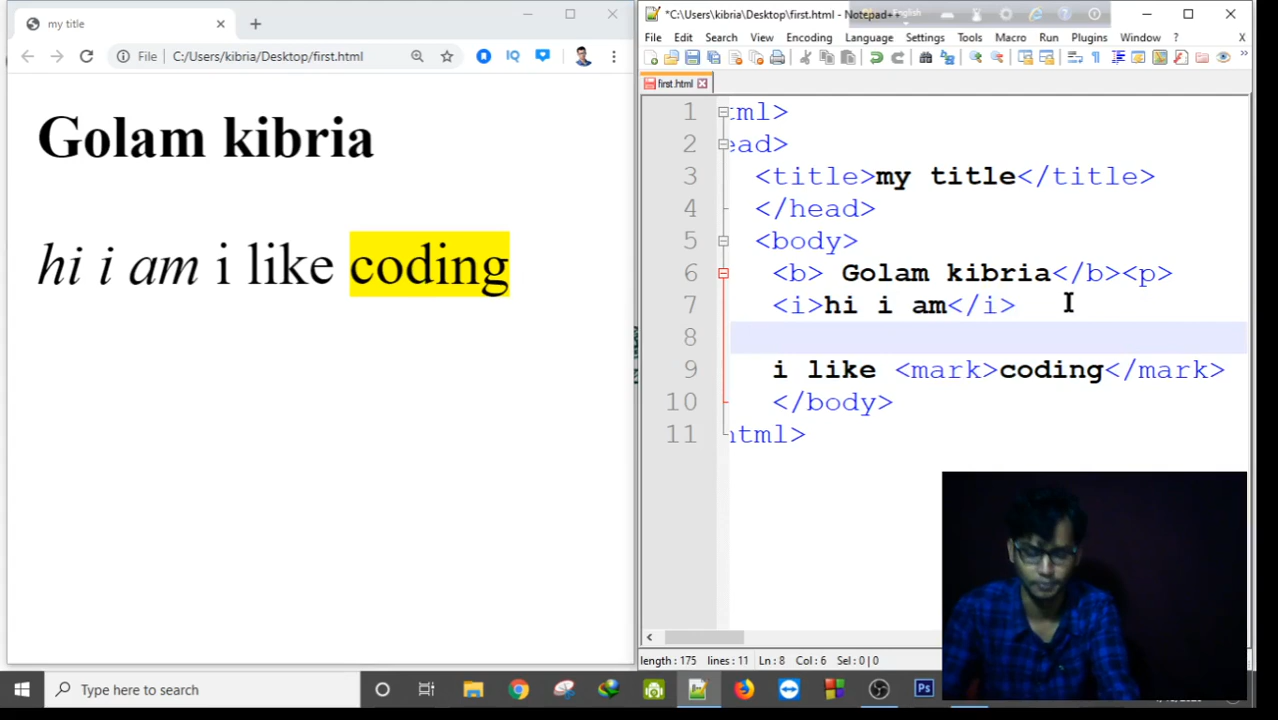 my title
File C:/Users/kibria/Desktop/first.html
Golam kibria
hi i am i like coding
*C:\Users\kibria\Desktop\first.html - Notepad++
English
File Edit Search View Encoding Language Settings Tools Macro Run Plugins Window ? X
first.html
1 tml>
2 ead>
3 <title>my title</title>
4 </head>
5 <body>
6 <b> Golam kibria</b><p>
7 <i>hi i am</i>
8
9 i like <mark>coding</mark>
10 </body>
11 html>
length : 175 lines : 11 Ln : 8 Col : 6 Sel : 0 | 0
Type here to search
Ps